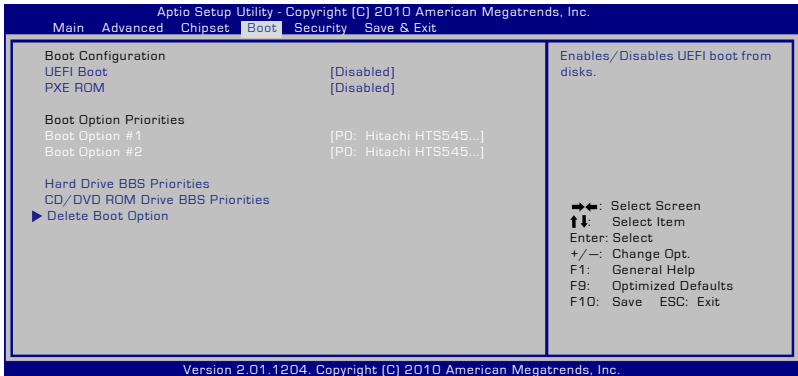 Aptio Setup Utility - Copyright (C) 2010 American Megatrends, Inc.
Main Advanced Chipset Boot Security Save & Exit
Boot Configuration
UEFI Boot [Disabled]
PXE ROM [Disabled]
Boot Option Priorities
Boot Option #1 [P0: Hitachi HTS545...]
Boot Option #2 [P0: Hitachi HTS545...]
Hard Drive BBS Priorities
CD/DVD ROM Drive BBS Priorities
Delete Boot Option
Enables/Disables UEFI boot from
disks.
→←: Select Screen
↑↓: Select Item
Enter: Select
+/—: Change Opt.
F1: General Help
F9: Optimized Defaults
F10: Save ESC: Exit
Version 2.01.1204. Copyright (C) 2010 American Megatrends, Inc.